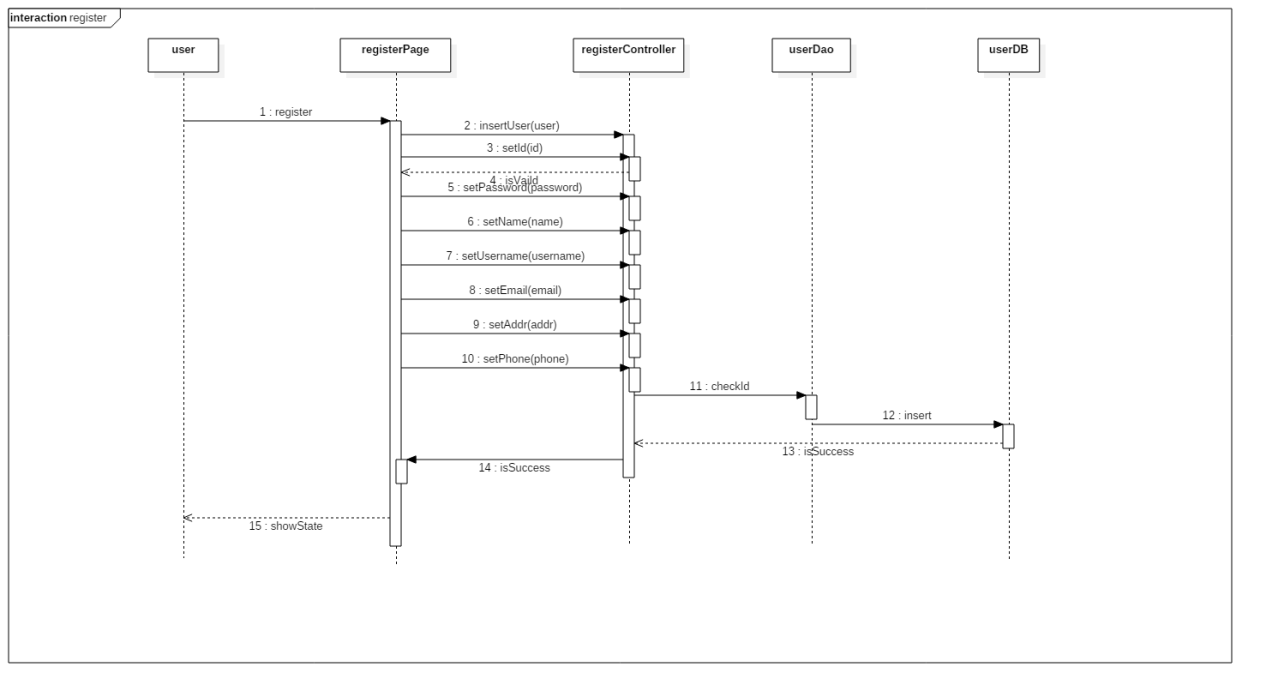 interaction register
user
registerPage
registerController
userDao
userDB
1 : register
2 : insertUser(user)
3 : setId(id)
4 : isVaild
5 : setPassword(password)
6 : setName(name)
7 : setUsername(username)
8 : setEmail(email)
9 : setAddr(addr)
10 : setPhone(phone)
11 : checkId
12 : insert
13 : isSuccess
14 : isSuccess
15 : showState